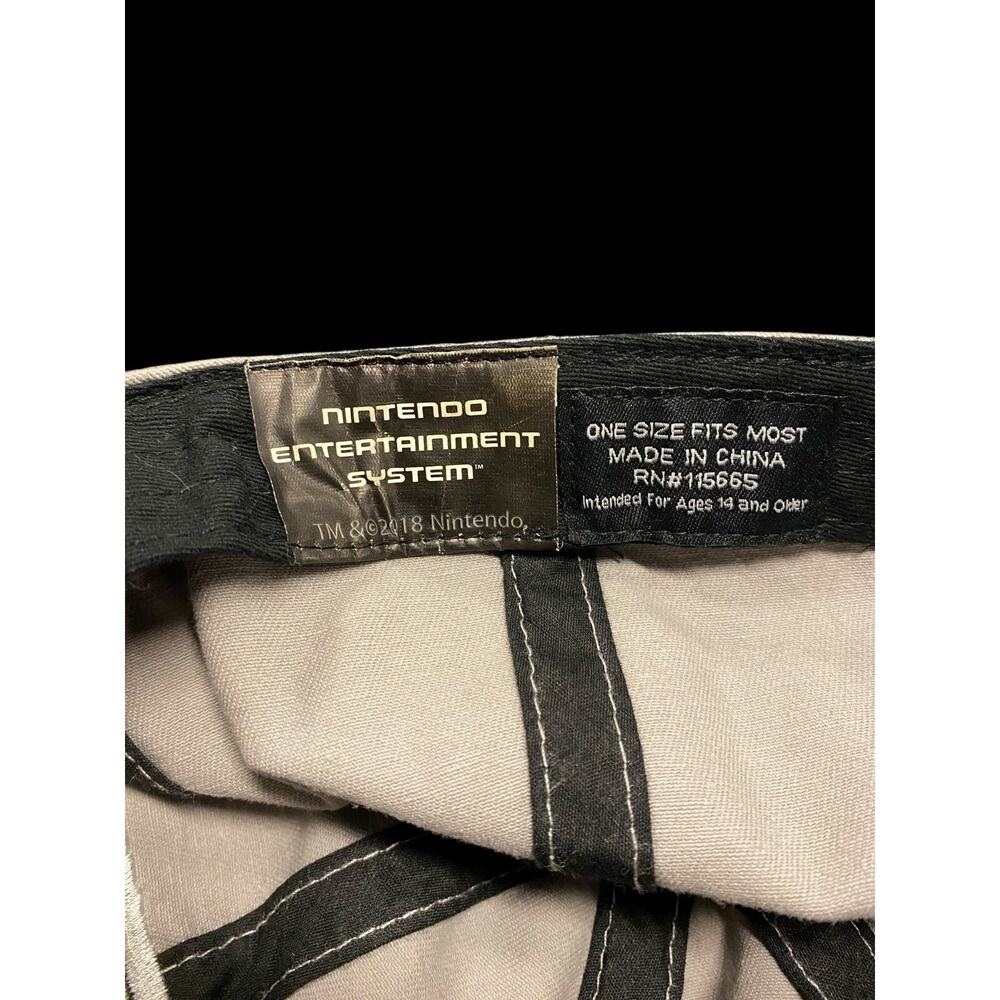 NINTENDO
ENTERTAINMENT
SYSTEM™
TM &©2018 Nintendo.
ONE SIZE FITS MOST
MADE IN CHINA
RN#115665
Intended For Ages 14 and Older